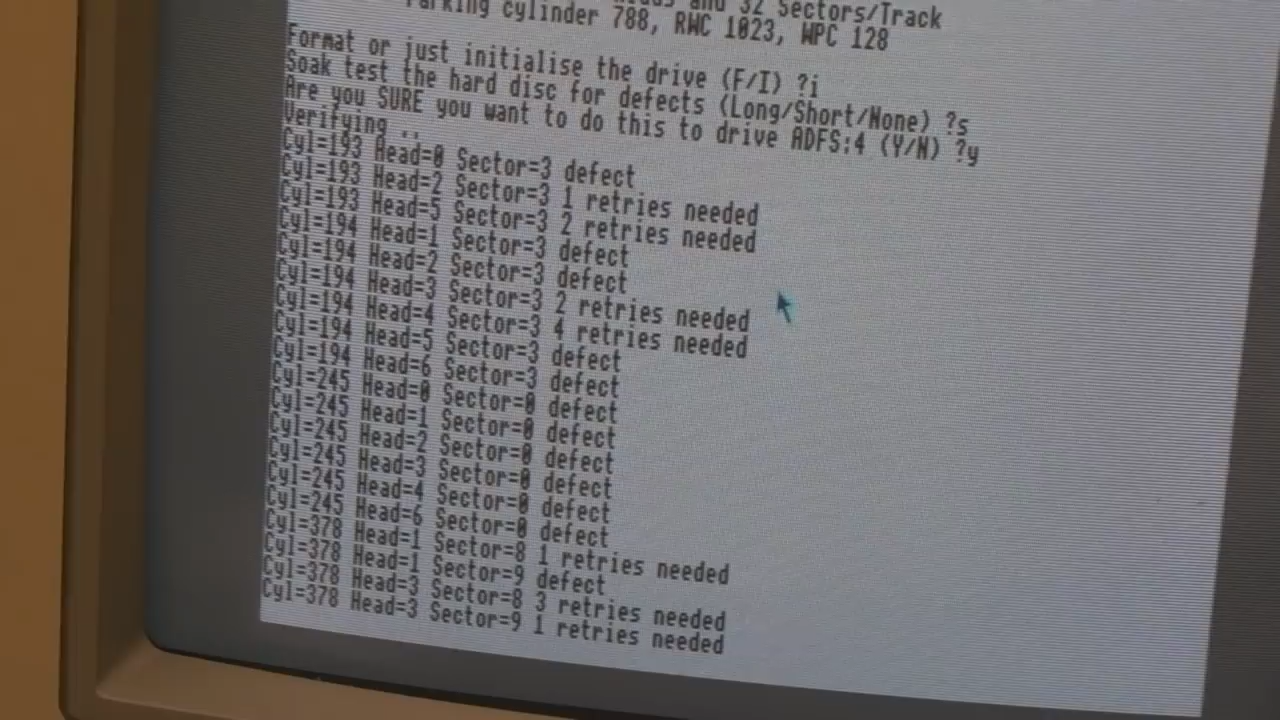 and 32 Sectors/Track
Parking cylinder 788, RWC 1023, WPC 128
Format or just initialise the drive (F/I) ?i
Soak test the hard disc for defects (Long/Short/None) ?s
Are you SURE you want to do this to drive ADFS:4 (Y/N) ?y
Verifying ..
Cyl=193 Head=0 Sector=3 defect
Cyl=193 Head=2 Sector=3 1 retries needed
Cyl=193 Head=5 Sector=3 2 retries needed
Cyl=194 Head=1 Sector=3 defect
Cyl=194 Head=2 Sector=3 defect
Cyl=194 Head=3 Sector=3 2 retries needed
Cyl=194 Head=4 Sector=3 4 retries needed
Cyl=194 Head=5 Sector=3 defect
Cyl=194 Head=6 Sector=3 defect
Cyl=245 Head=0 Sector=0 defect
Cyl=245 Head=1 Sector=0 defect
Cyl=245 Head=2 Sector=0 defect
Cyl=245 Head=3 Sector=0 defect
Cyl=245 Head=4 Sector=0 defect
Cyl=245 Head=6 Sector=0 defect
Cyl=378 Head=1 Sector=8 1 retries needed
Cyl=378 Head=1 Sector=9 defect
Cyl=378 Head=3 Sector=8 3 retries needed
Cyl=378 Head=3 Sector=9 1 retries needed